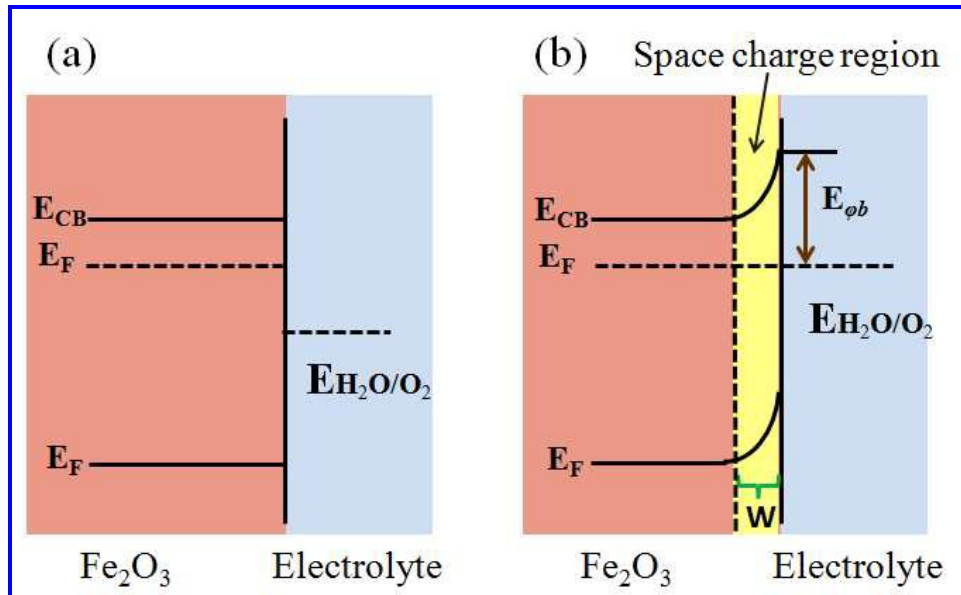 (a)
E_CB
E_F
E_H₂O/O₂
E_F
Fe₂O₃ Electrolyte
(b)
Space charge region
E_φb
E_CB
E_F
E_H₂O/O₂
E_F
W
Fe₂O₃ Electrolyte